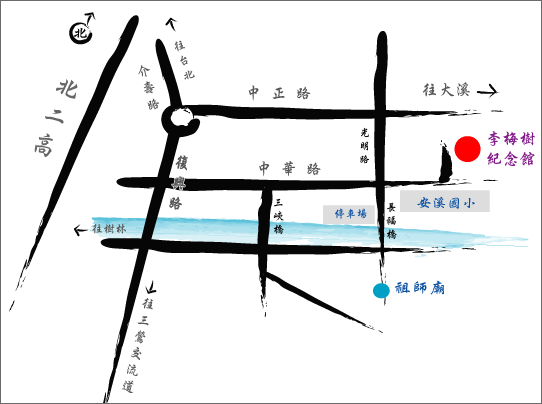 北
往台北
介壽路
中正路
往大溪
北二高
光明路
李梅樹
紀念館
復興路
中華路
三峽橋
停車場
長福橋
安溪國小
往樹林
祖師廟
往三鶯交流道